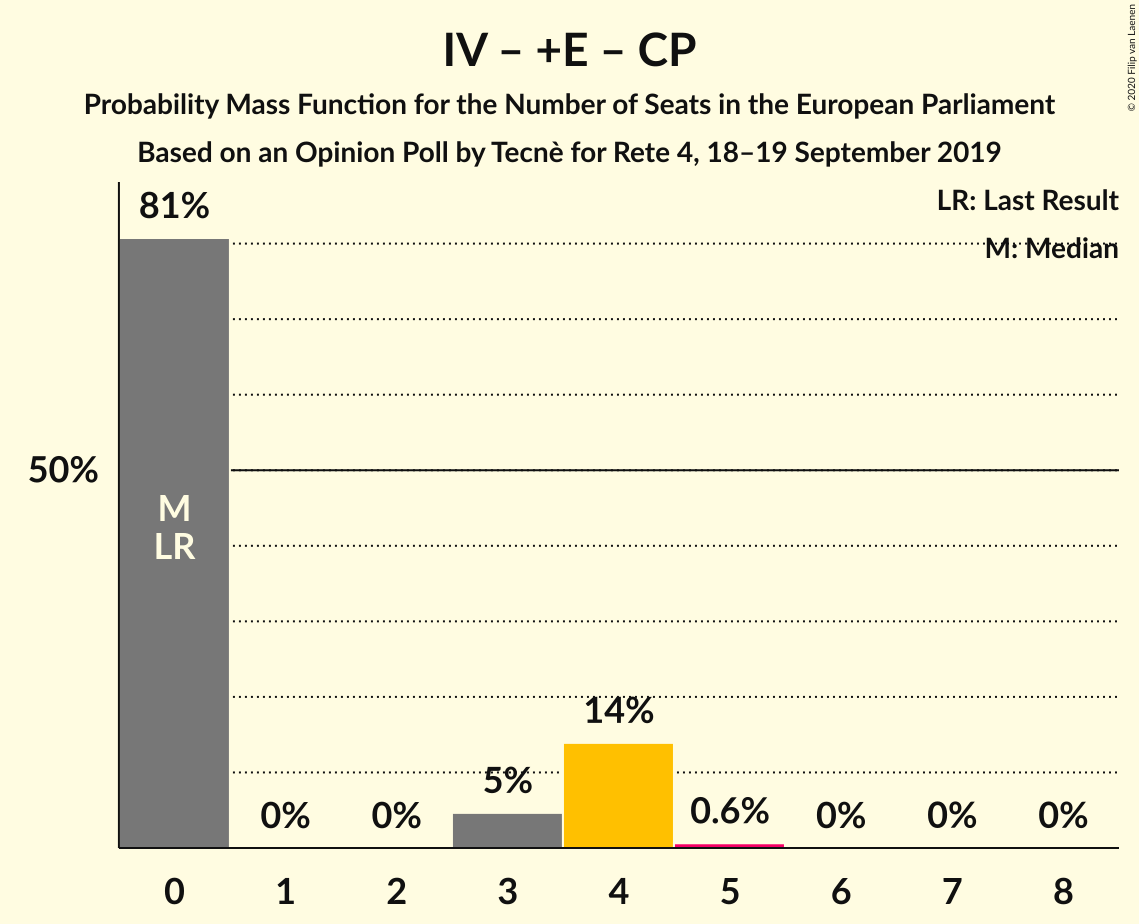 IV – +E – CP
Probability Mass Function for the Number of Seats in the European Parliament
Based on an Opinion Poll by Tecnè for Rete 4, 18–19 September 2019
© 2020 Filip van Laenen
LR: Last Result
M: Median
81%
50%
M
LR
14%
5%
0.6%
0%
0%
0%
0%
0%
0
1
2
3
4
5
6
7
8